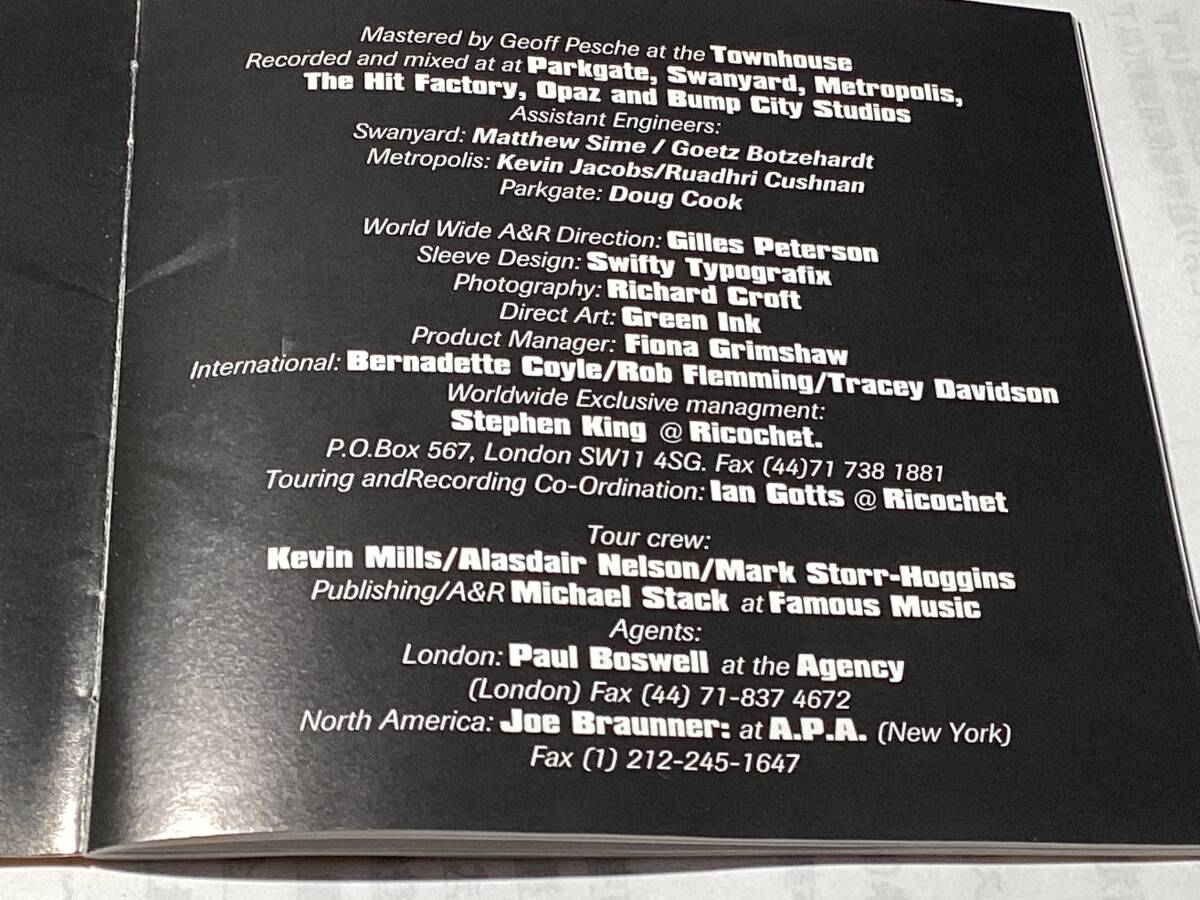 Mastered by Geoff Pesche at the Townhouse
Recorded and mixed at at Parkgate, Swanyard, Metropolis,
The Hit Factory, Opaz and Bump City Studios
Assistant Engineers:
Swanyard: Matthew Sime / Goetz Botzehardt
Metropolis: Kevin Jacobs/Ruadhri Cushnan
Parkgate: Doug Cook
World Wide A&R Direction: Gilles Peterson
Sleeve Design: Swifty Typografix
Photography: Richard Croft
Direct Art: Green Ink
Product Manager: Fiona Grimshaw
International: Bernadette Coyle/Rob Flemming/Tracey Davidson
Worldwide Exclusive managment:
Stephen King @ Ricochet.
P.O.Box 567, London SW11 4SG. Fax (44)71 738 1881
Touring andRecording Co-Ordination: Ian Gotts @ Ricochet
Tour crew:
Kevin Mills/Alasdair Nelson/Mark Storr-Hoggins
Publishing/A&R Michael Stack at Famous Music
Agents:
London: Paul Boswell at the Agency
(London) Fax (44) 71-837 4672
North America: Joe Braunner: at A.P.A. (New York)
Fax (1) 212-245-1647